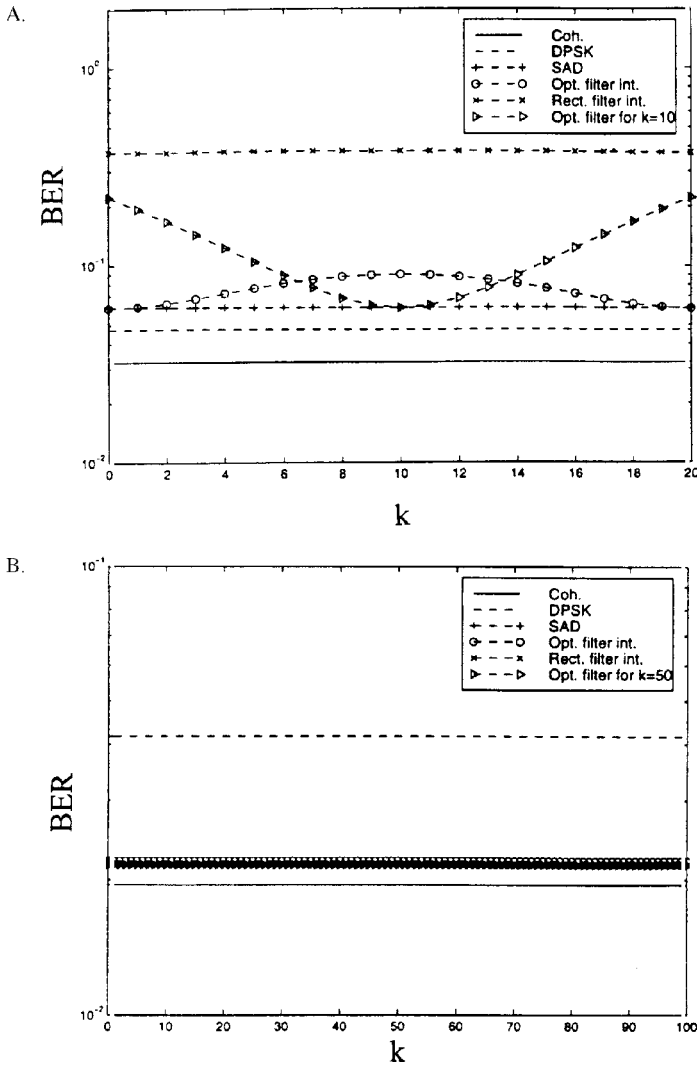 A.
Coh.
DPSK
SAD
Opt. filter int.
Rect. filter int.
Opt. filter for k=10
10^0
10^-1
10^-2
BER
0 2 4 6 8 10 12 14 16 18 20
k
B.
10^-1
Coh.
DPSK
SAD
Opt. filter int.
Rect. filter int.
Opt. filter for k=50
BER
10^-2
0 10 20 30 40 50 60 70 80 90 100
k